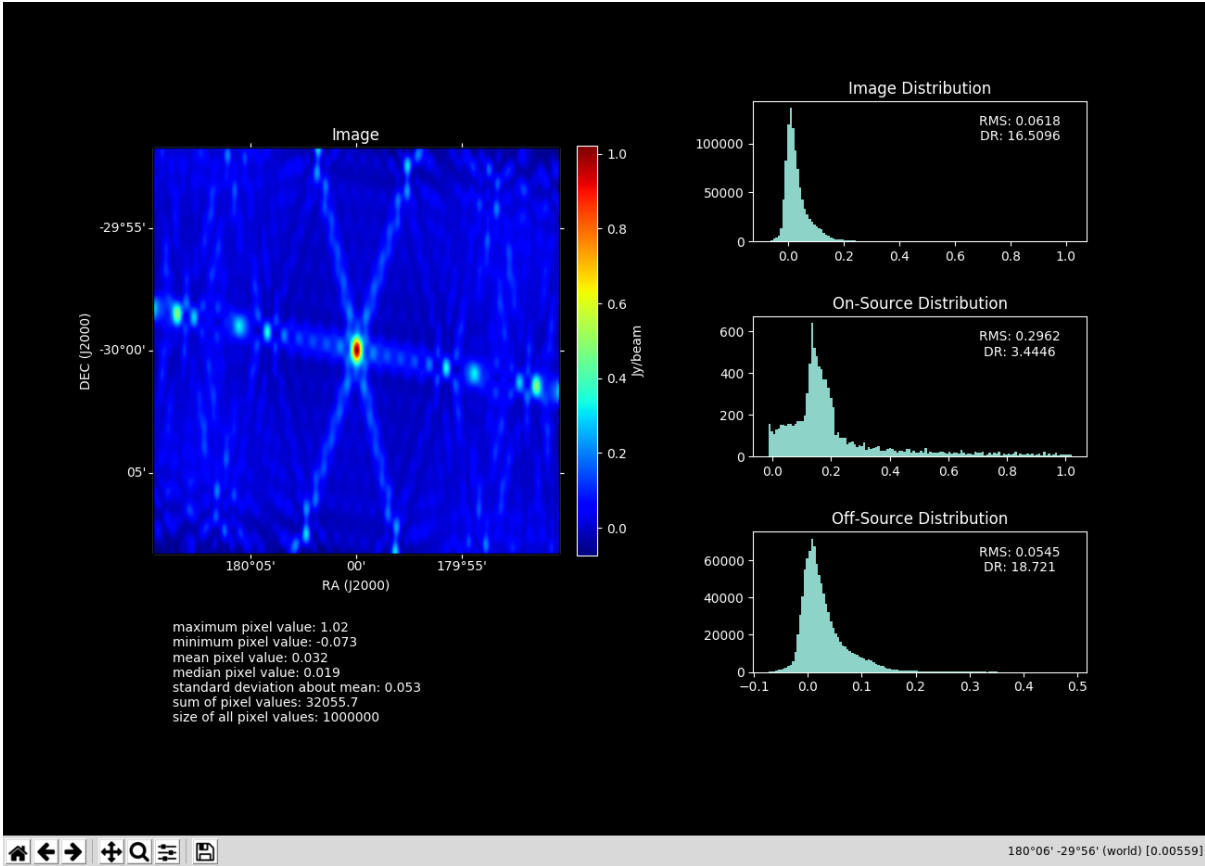 Image
1.0
0.8
0.6
0.4
0.2
0.0
Jy/beam
-29°55'
-30°00'
05'
DEC (J2000)
180°05'
00'
179°55'
RA (J2000)
maximum pixel value: 1.02
minimum pixel value: -0.073
mean pixel value: 0.032
median pixel value: 0.019
standard deviation about mean: 0.053
sum of pixel values: 32055.7
size of all pixel values: 1000000
Image Distribution
RMS: 0.0618
DR: 16.5096
100000
50000
0
0.0 0.2 0.4 0.6 0.8 1.0
On-Source Distribution
RMS: 0.2962
DR: 3.4446
600
400
200
0
0.0 0.2 0.4 0.6 0.8 1.0
Off-Source Distribution
RMS: 0.0545
DR: 18.721
60000
40000
20000
0
−0.1 0.0 0.1 0.2 0.3 0.4 0.5
180°06' -29°56' (world) [0.00559]